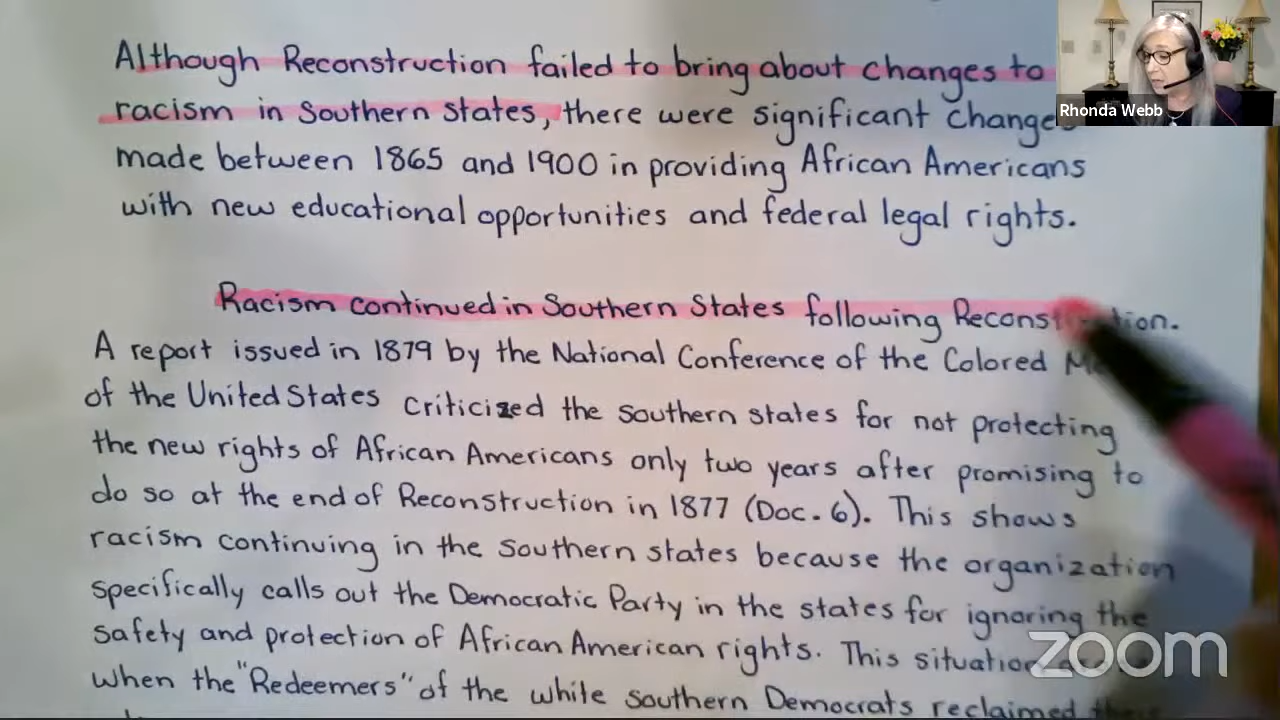 Although Reconstruction failed to bring about changes to
racism in Southern States, there were significant
made between 1865 and 1900 in providing African Americans
with new educational opportunities and federal legal rights.
Racism continued in Southern States following Reconstruction.
A report issued in 1879 by the National Conference of the Colored
of the United States criticized the southern states for not protecting
the new rights of African Americans only two years after promising to
do so at the end of Reconstruction in 1877 (Doc. 6). This shows
racism continuing in the southern states because the organization
specifically calls out the Democratic Party in the states for ignoring the
safety and protection of African American rights. This situation
when the "Redeemers" of the white southern Democrats reclaimed
Rhonda Webb
zoom